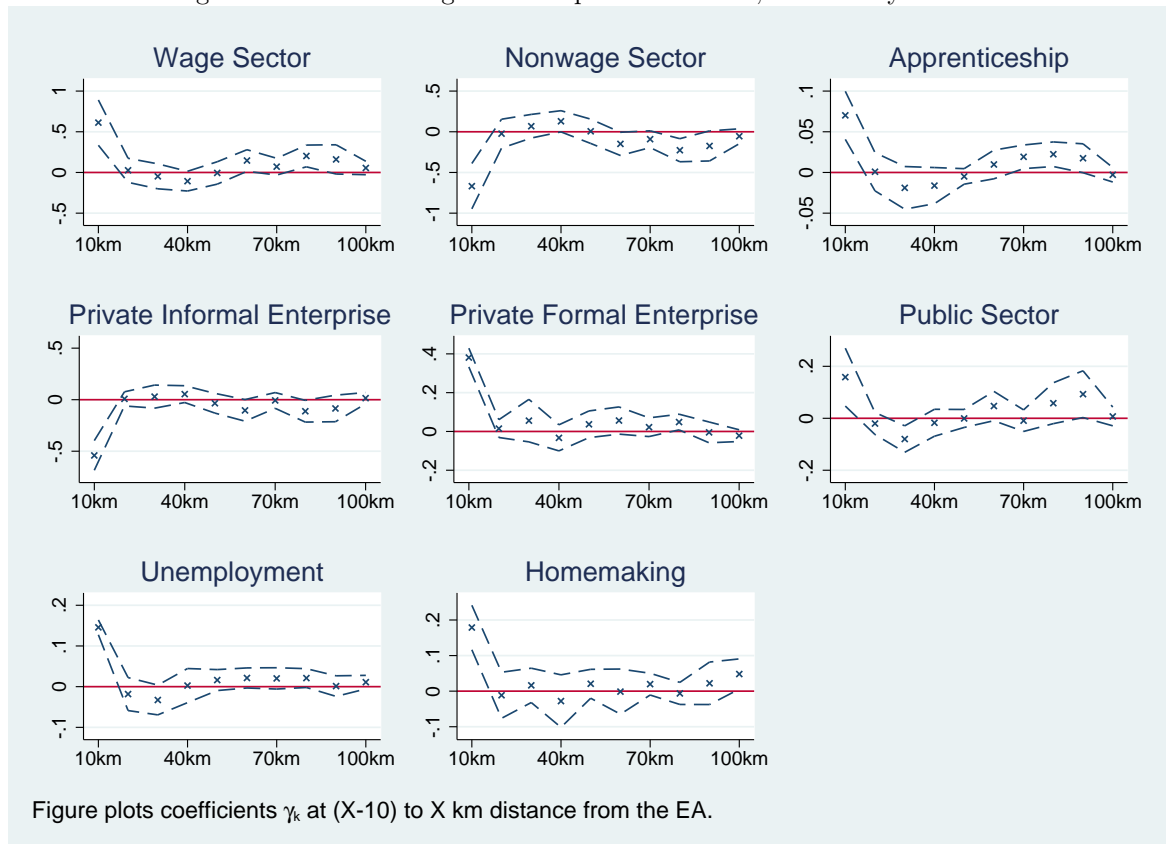 Wage Sector
Nonwage Sector
Apprenticeship
1
.5
0
-.5
10km 40km 70km 100km
.5
0
-.5
-1
10km 40km 70km 100km
.1
.05
0
-.05
10km 40km 70km 100km
Private Informal Enterprise
Private Formal Enterprise
Public Sector
.5
0
-.5
10km 40km 70km 100km
.4
.2
0
-.2
10km 40km 70km 100km
.2
0
-.2
10km 40km 70km 100km
Unemployment
Homemaking
.2
.1
0
-.1
10km 40km 70km 100km
.2
.1
0
-.1
10km 40km 70km 100km
Figure plots coefficients γk at (X-10) to X km distance from the EA.